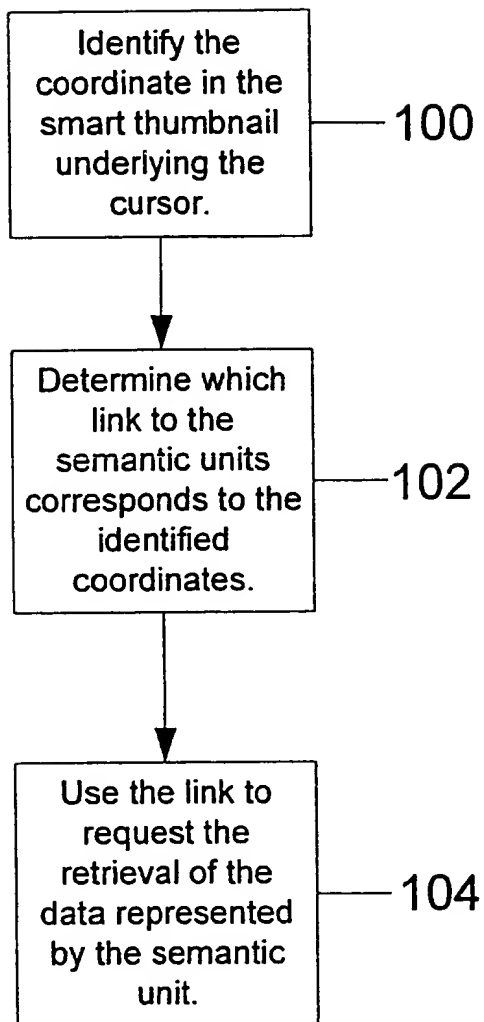 Identify the
coordinate in the
smart thumbnail
underlying the
cursor.
100
Determine which
link to the
semantic units
corresponds to the
identified
coordinates.
102
Use the link to
request the
retrieval of the
data represented
by the semantic
unit.
104